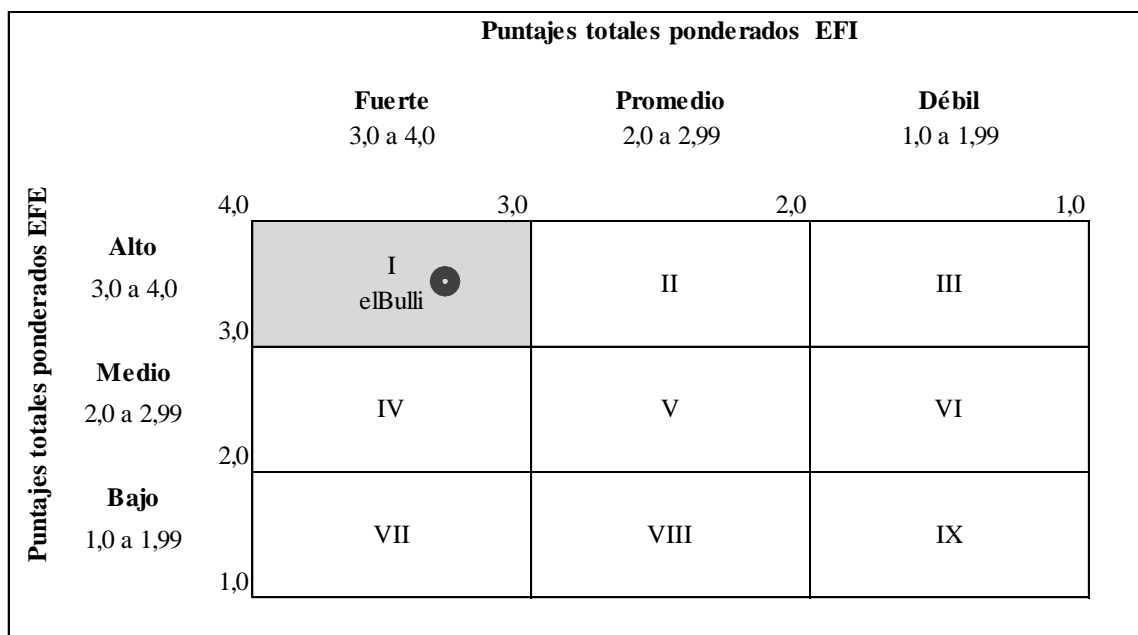 Puntajes totales ponderados EFI
Fuerte Promedio Débil
3,0 a 4,0 2,0 a 2,99 1,0 a 1,99
Puntajes totales ponderados EFE
4,0 3,0 2,0 1,0
Alto
3,0 a 4,0
I
elBulli
II
III
3,0
Medio
2,0 a 2,99
IV
V
VI
2,0
Bajo
1,0 a 1,99
VII
VIII
IX
1,0